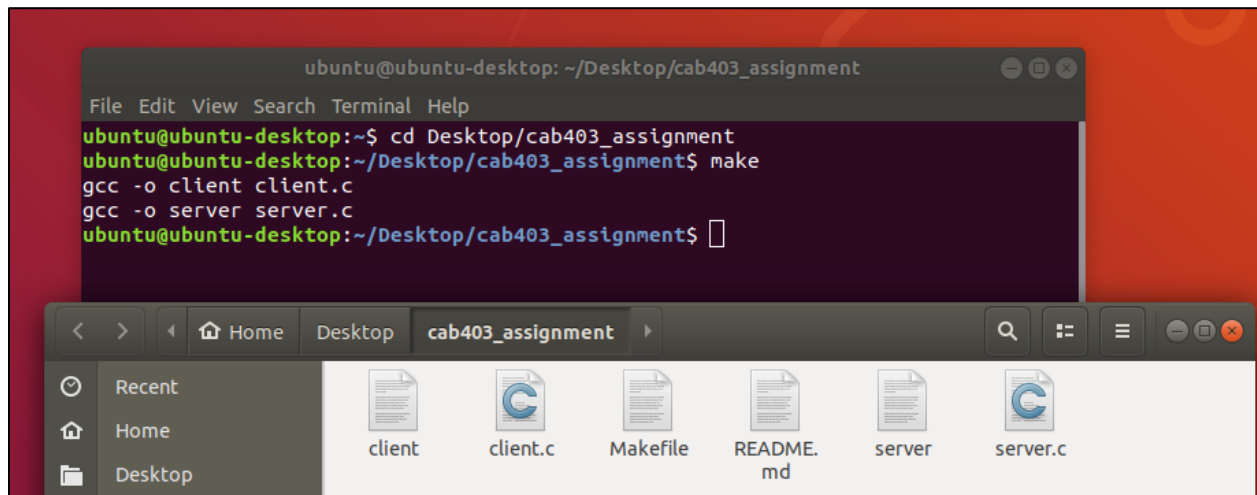 ubuntu@ubuntu-desktop: ~/Desktop/cab403_assignment
File Edit View Search Terminal Help
ubuntu@ubuntu-desktop:~$ cd Desktop/cab403_assignment
ubuntu@ubuntu-desktop:~/Desktop/cab403_assignment$ make
gcc -o client client.c
gcc -o server server.c
ubuntu@ubuntu-desktop:~/Desktop/cab403_assignment$
Home Desktop cab403_assignment
Recent
Home
Desktop
client client.c Makefile README. server server.c
md